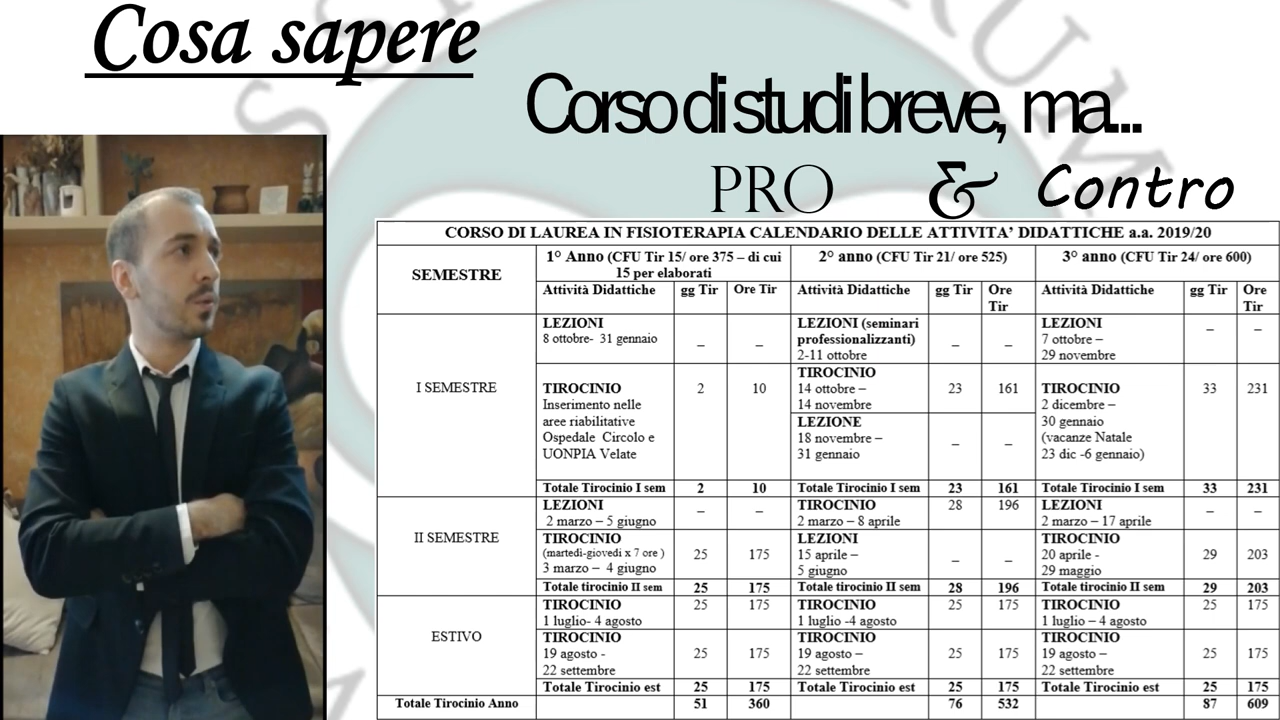 Cosa sapere
Corso di studi breve, ma...
PRO & Contro
CORSO DI LAUREA IN FISIOTERAPIA CALENDARIO DELLE ATTIVITA’ DIDATTICHE a.a. 2019/20
SEMESTRE
1° Anno (CFU Tir 15/ ore 375 – di cui
15 per elaborati
2° anno (CFU Tir 21/ ore 525)
3° anno (CFU Tir 24/ ore 600)
Attività Didattiche gg Tir Ore Tir
Attività Didattiche gg Tir Ore
Tir
Attività Didattiche gg Tir Ore
Tir
I SEMESTRE
LEZIONI
8 ottobre- 31 gennaio
– –
LEZIONI (seminari
professionalizzanti)
2-11 ottobre
– –
LEZIONI
7 ottobre –
29 novembre
– –
TIROCINIO
Inserimento nelle
aree riabilitative
Ospedale Circolo e
UONPIA Velate
2 10
TIROCINIO
14 ottobre –
14 novembre
23 161
LEZIONE
18 novembre –
31 gennaio
– –
TIROCINIO
2 dicembre –
30 gennaio
(vacanze Natale
23 dic -6 gennaio)
33 231
Totale Tirocinio I sem 2 10 Totale Tirocinio I sem 23 161 Totale Tirocinio I sem 33 231
II SEMESTRE
LEZIONI
2 marzo – 5 giugno
– –
TIROCINIO
2 marzo – 8 aprile
28 196
LEZIONI
2 marzo – 17 aprile
– –
TIROCINIO
(martedi-giovedi x 7 ore )
3 marzo – 4 giugno
25 175
LEZIONI
15 aprile –
5 giugno
– –
TIROCINIO
20 aprile -
29 maggio
29 203
Totale tirocinio II sem 25 175 Totale tirocinio II sem 28 196 Totale tirocinio II sem 29 203
ESTIVO
TIROCINIO
1 luglio- 4 agosto
25 175
TIROCINIO
1 luglio -4 agosto
25 175
TIROCINIO
1 luglio – 4 agosto
25 175
TIROCINIO
19 agosto -
22 settembre
25 175
TIROCINIO
19 agosto –
22 settembre
25 175
TIROCINIO
19 agosto –
22 settembre
25 175
Totale Tirocinio est 25 175 Totale Tirocinio est 25 175 Totale Tirocinio est 25 175
Totale Tirocinio Anno 51 360 76 532 87 609